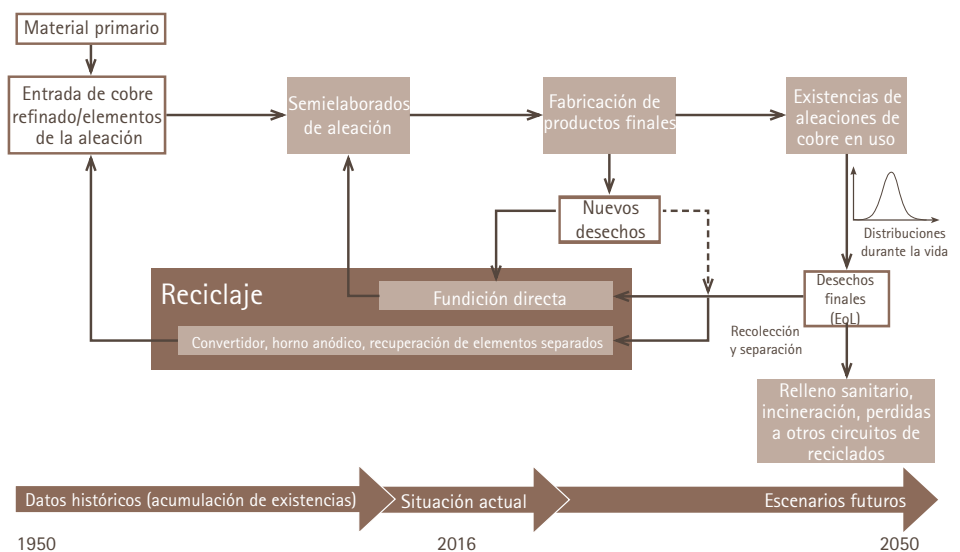 Material primario
Entrada de cobre
refinado/elementos
de la aleación
Semielaborados
de aleación
Fabricación de
productos finales
Existencias de
aleaciones de
cobre en uso
Nuevos
desechos
Distribuciones
durante la vida
Reciclaje
Fundición directa
Convertidor, horno anódico, recuperación de elementos separados
Desechos
finales
(EoL)
Recolección
y separación
Relleno sanitario,
incineración, perdidas
a otros circuitos de
reciclados
Datos históricos (acumulación de existencias)
Situación actual
Escenarios futuros
1950
2016
2050